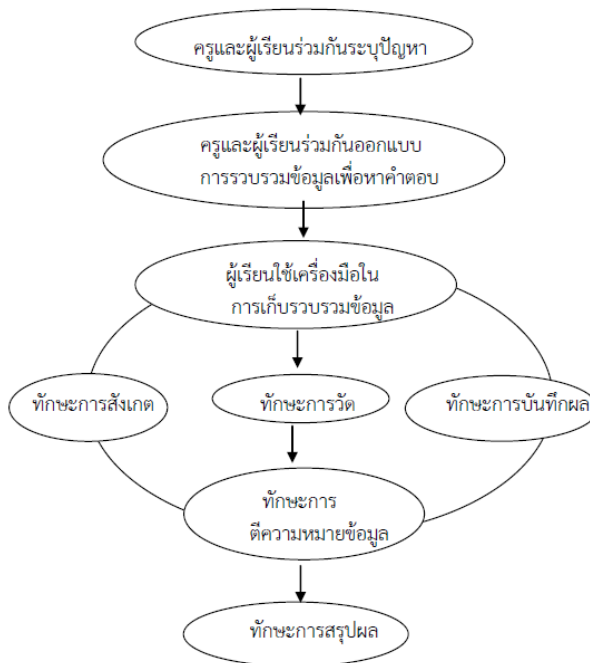 ครูและผู้เรียนร่วมกันระบุปัญหา
ครูและผู้เรียนร่วมกันออกแบบ
การรวบรวมข้อมูลเพื่อหาคำตอบ
ผู้เรียนใช้เครื่องมือใน
การเก็บรวบรวมข้อมูล
ทักษะการสังเกต
ทักษะการวัด
ทักษะการบันทึกผล
ทักษะการ
ตีความหมายข้อมูล
ทักษะการสรุปผล